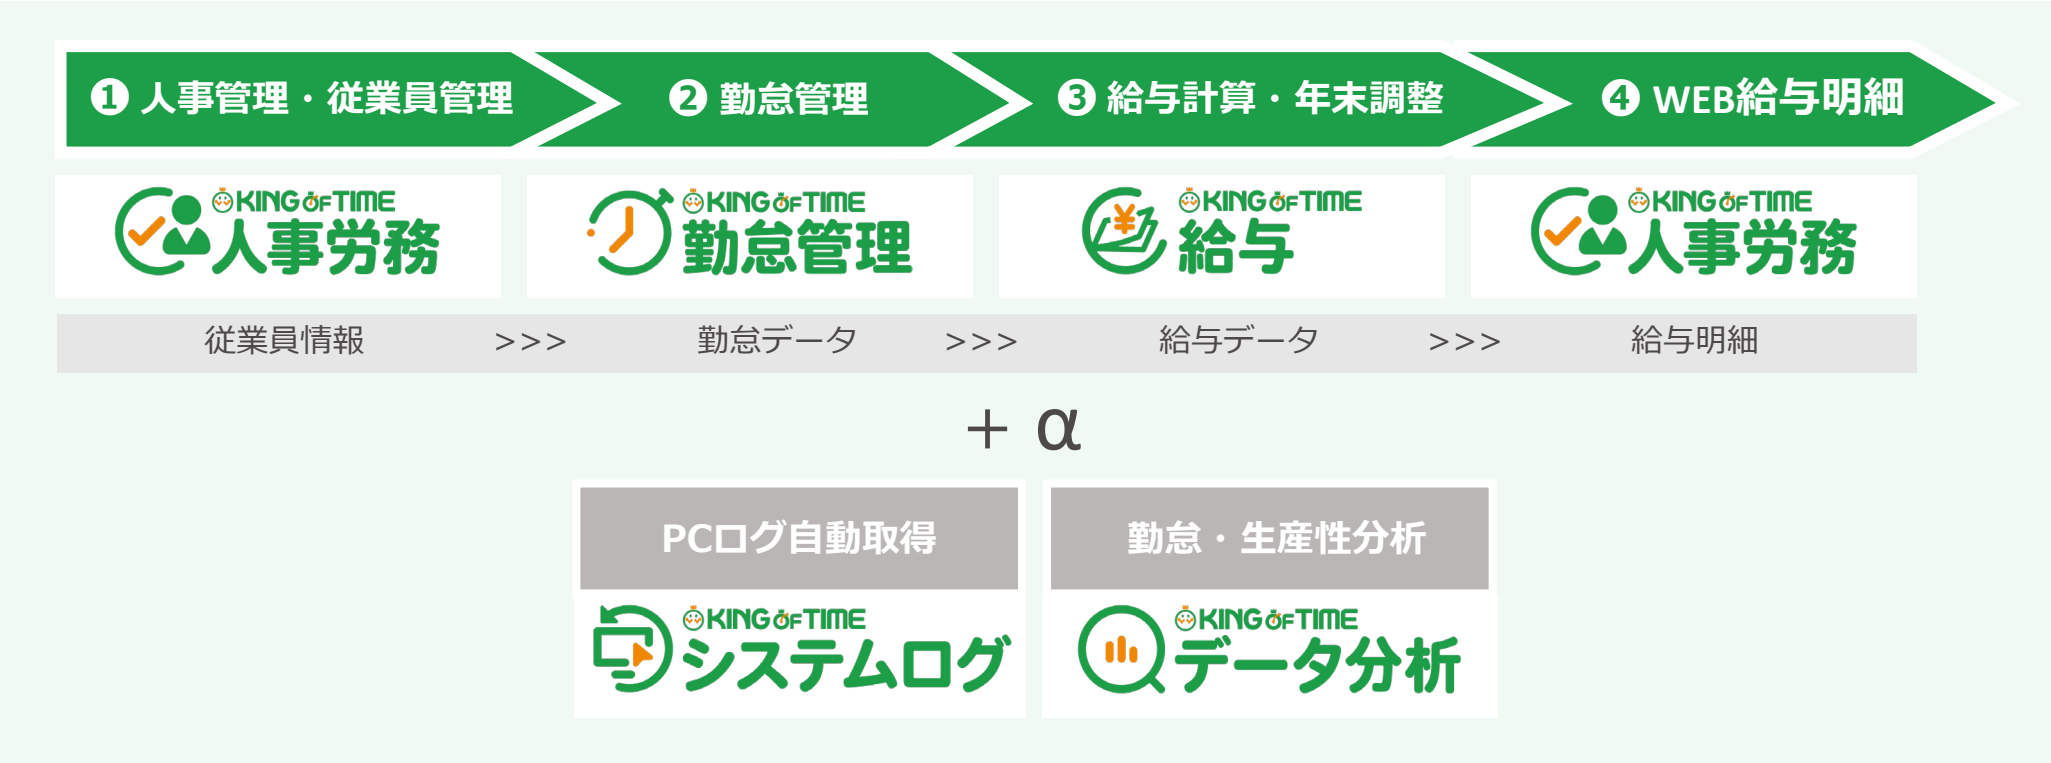 ❶ 人事管理・従業員管理
❷ 勤怠管理
❸ 給与計算・年末調整
❹ WEB給与明細
KING OF TIME
人事労務
KING OF TIME
勤怠管理
KING OF TIME
給与
KING OF TIME
人事労務
従業員情報 >>> 勤怠データ >>> 給与データ >>> 給与明細
+ α
PCログ自動取得
勤怠・生産性分析
KING OF TIME
システムログ
KING OF TIME
データ分析